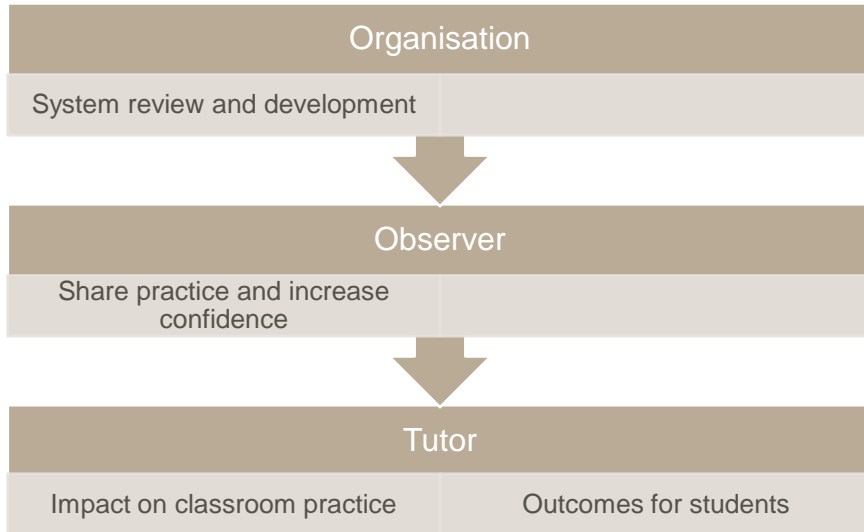 Organisation
System review and development
Observer
Share practice and increase
confidence
Tutor
Impact on classroom practice
Outcomes for students